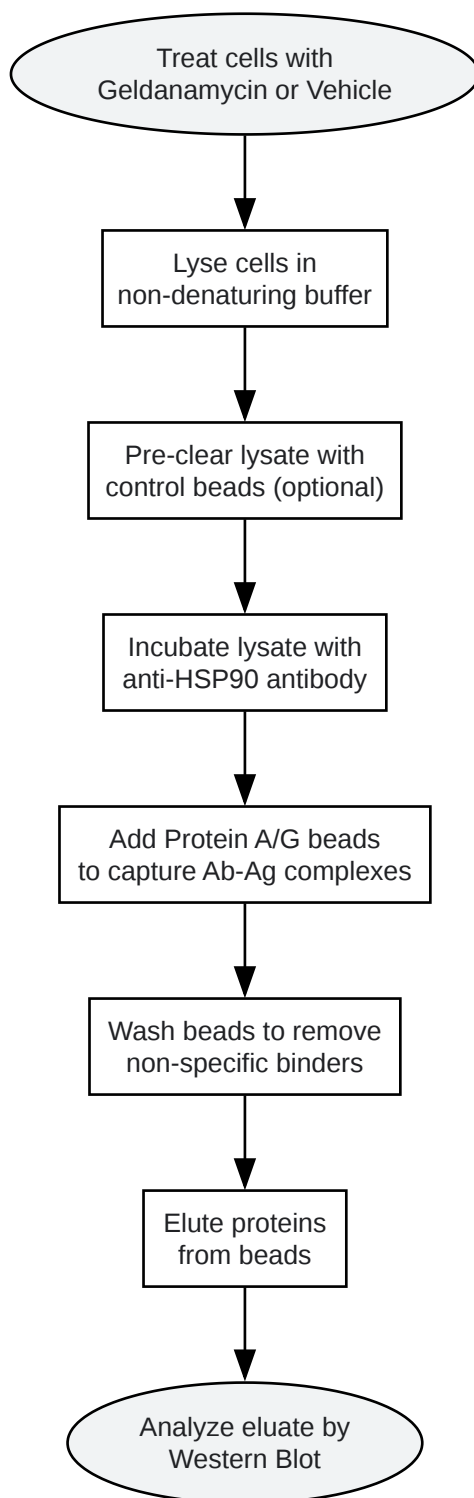 Treat cells with
Geldanamycin or Vehicle
Lyse cells in
non-denaturing buffer
Pre-clear lysate with
control beads (optional)
Incubate lysate with
anti-HSP90 antibody
Add Protein A/G beads
to capture Ab-Ag complexes
Wash beads to remove
non-specific binders
Elute proteins
from beads
Analyze eluate by
Western Blot